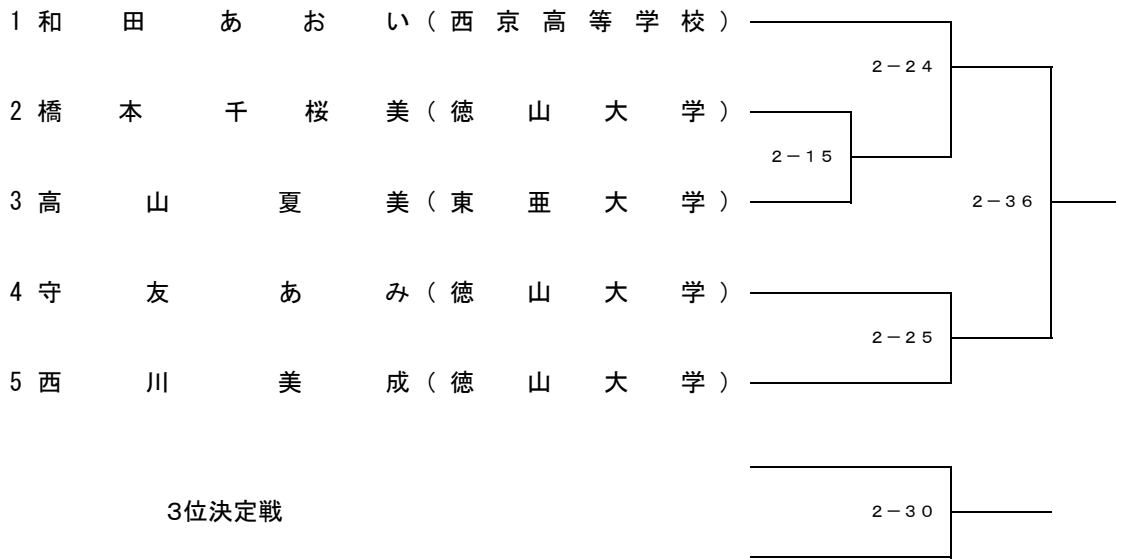 1 和田あおい（西京高等学校）
2－24
2 橋本千桜美（徳山大学）
2－15
3 高山夏美（東亜大学）
2－36
4 守友あみ（徳山大学）
2－25
5 西川美成（徳山大学）
3位決定戦
2－30